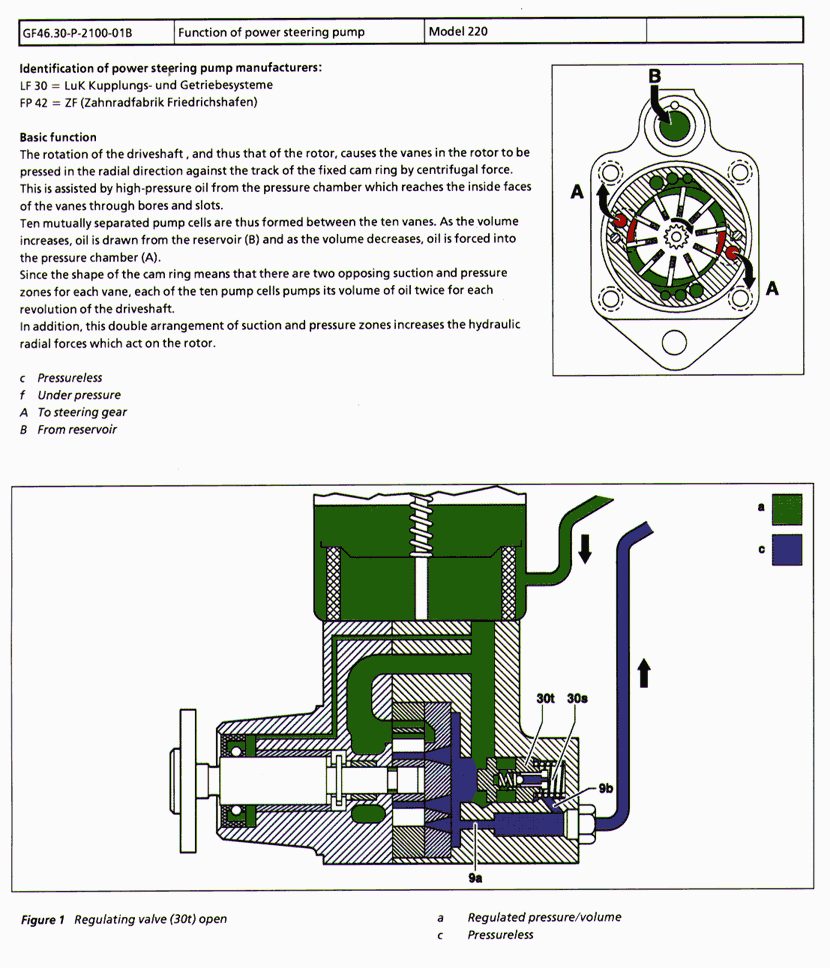 GF46.30-P-2100-01B Function of power steering pump Model 220
Identification of power steering pump manufacturers:
LF 30 = LuK Kupplungs- und Getriebesysteme
FP 42 = ZF (Zahnradfabrik Friedrichshafen)
Basic function
The rotation of the driveshaft , and thus that of the rotor, causes the vanes in the rotor to be
pressed in the radial direction against the track of the fixed cam ring by centrifugal force.
This is assisted by high-pressure oil from the pressure chamber which reaches the inside faces
of the vanes through bores and slots.
Ten mutually separated pump cells are thus formed between the ten vanes. As the volume
increases, oil is drawn from the reservoir (B) and as the volume decreases, oil is forced into
the pressure chamber (A).
Since the shape of the cam ring means that there are two opposing suction and pressure
zones for each vane, each of the ten pump cells pumps its volume of oil twice for each
revolution of the driveshaft.
In addition, this double arrangement of suction and pressure zones increases the hydraulic
radial forces which act on the rotor.
c Pressureless
f Under pressure
A To steering gear
B From reservoir
B
A
A
a
c
30t 30s
9b
9a
Figure 1 Regulating valve (30t) open
a Regulated pressure/volume
c Pressureless